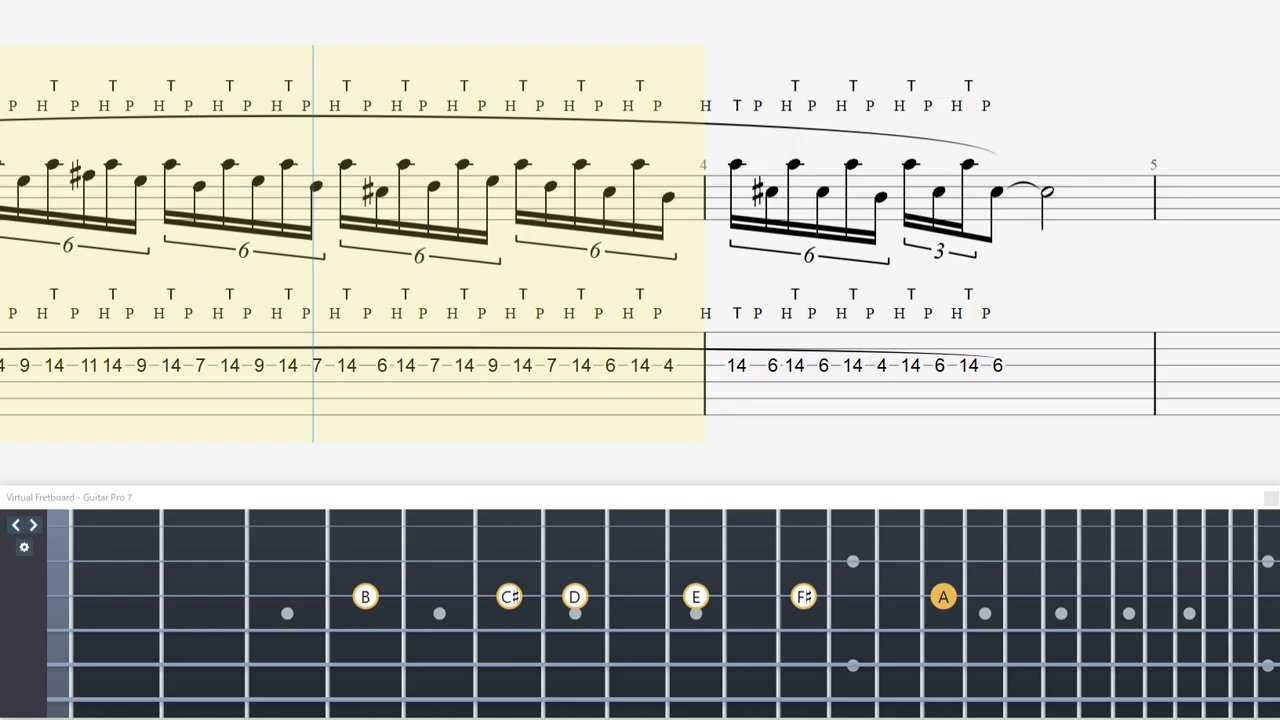 T T T T T T T T T T T T T T T
P H P H P H P H P H P H P H P H P H P H P H P H T P H P H P H P
4 5
6 6 6 6 6 3
T T T T T T T T T T T T T T T
P H P H P H P H P H P H P H P H P H P H P H P H T P H P H P H P
4 9 14 11 14 9 14 7 14 9 14 7 14 6 14 7 14 9 14 7 14 6 14 4 14 6 14 6 14 4 14 6 14 6
Virtual Fretboard - Guitar Pro 7
B C♯ D E F♯ A